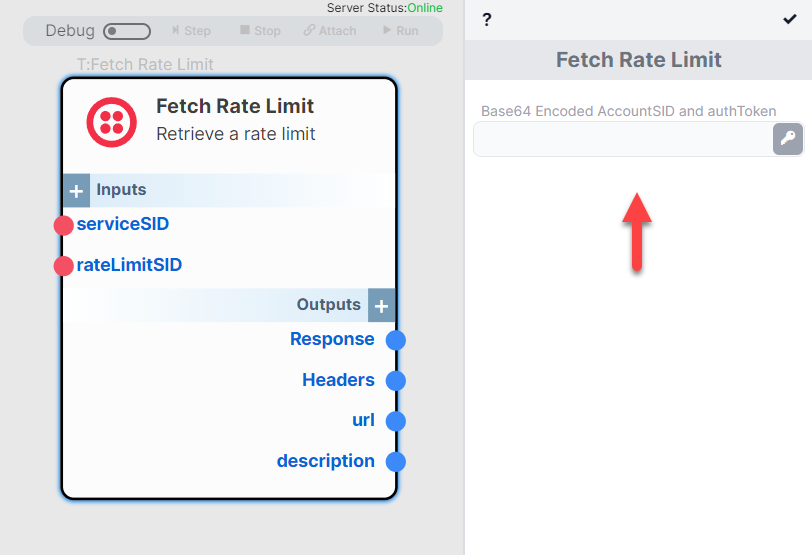 Server Status:Online
Debug
Step
Stop
Attach
Run
T:Fetch Rate Limit
Fetch Rate Limit
Retrieve a rate limit
+ Inputs
serviceSID
rateLimitSID
Outputs +
Response
Headers
url
description
?
Fetch Rate Limit
Base64 Encoded AccountSID and authToken